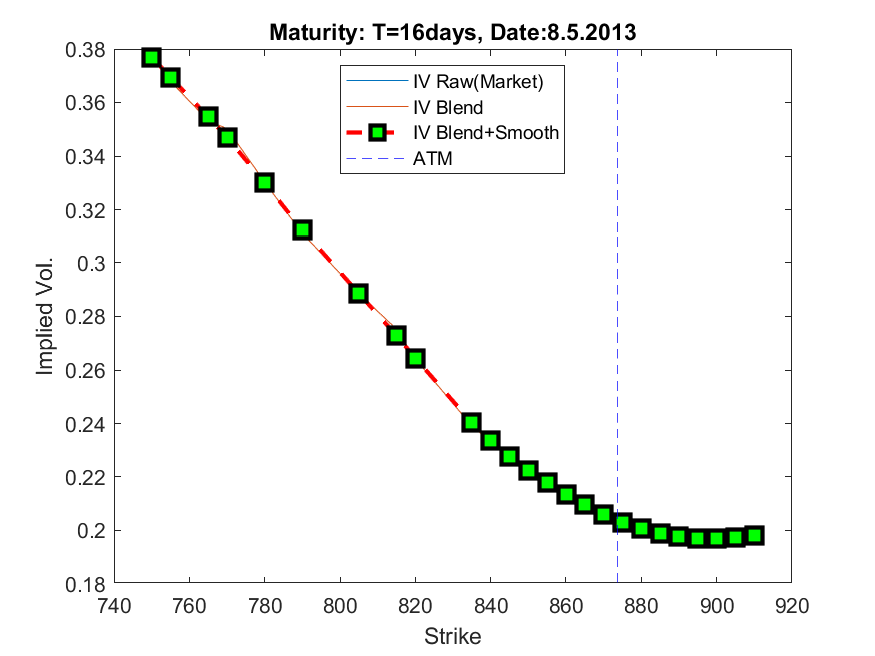 Maturity: T=16days, Date:8.5.2013
0.38
0.36
0.34
0.32
0.3
0.28
0.26
0.24
0.22
0.2
0.18
Implied Vol.
IV Raw(Market)
IV Blend
IV Blend+Smooth
ATM
740 760 780 800 820 840 860 880 900 920
Strike